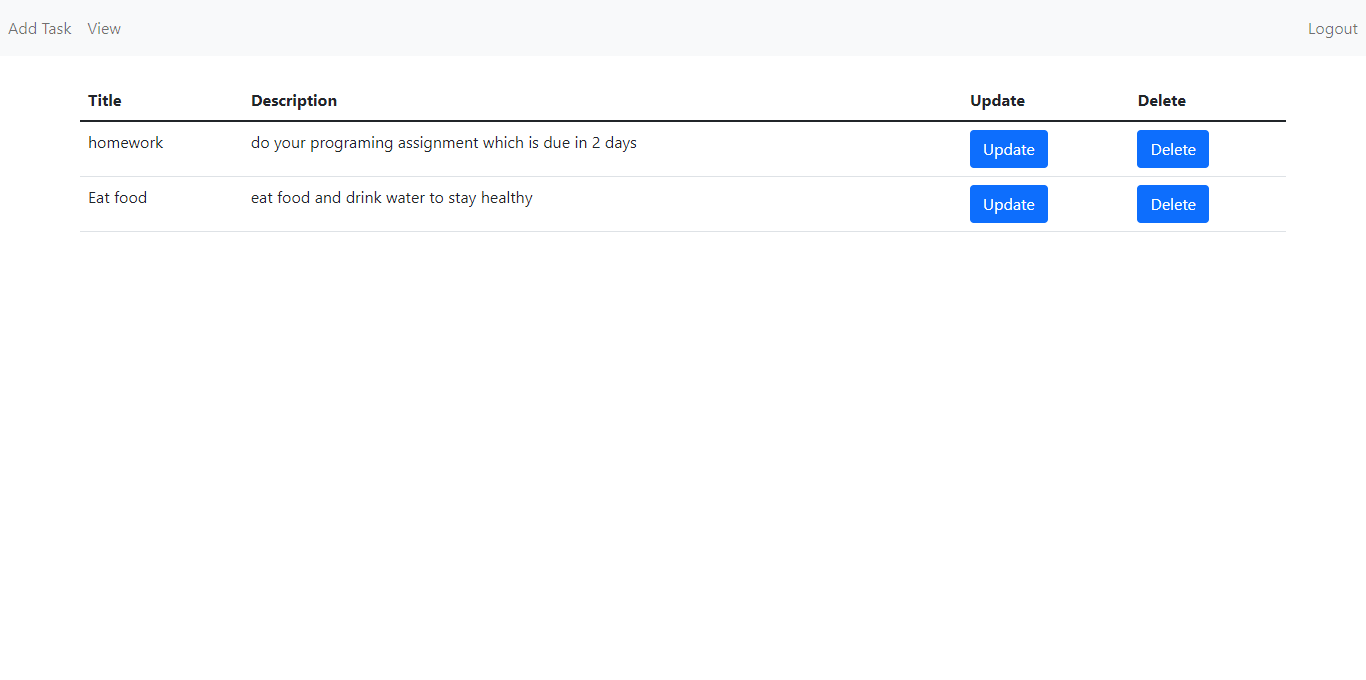 Add Task View Logout
Title Description Update Delete
homework do your programing assignment which is due in 2 days Update Delete
Eat food eat food and drink water to stay healthy Update Delete